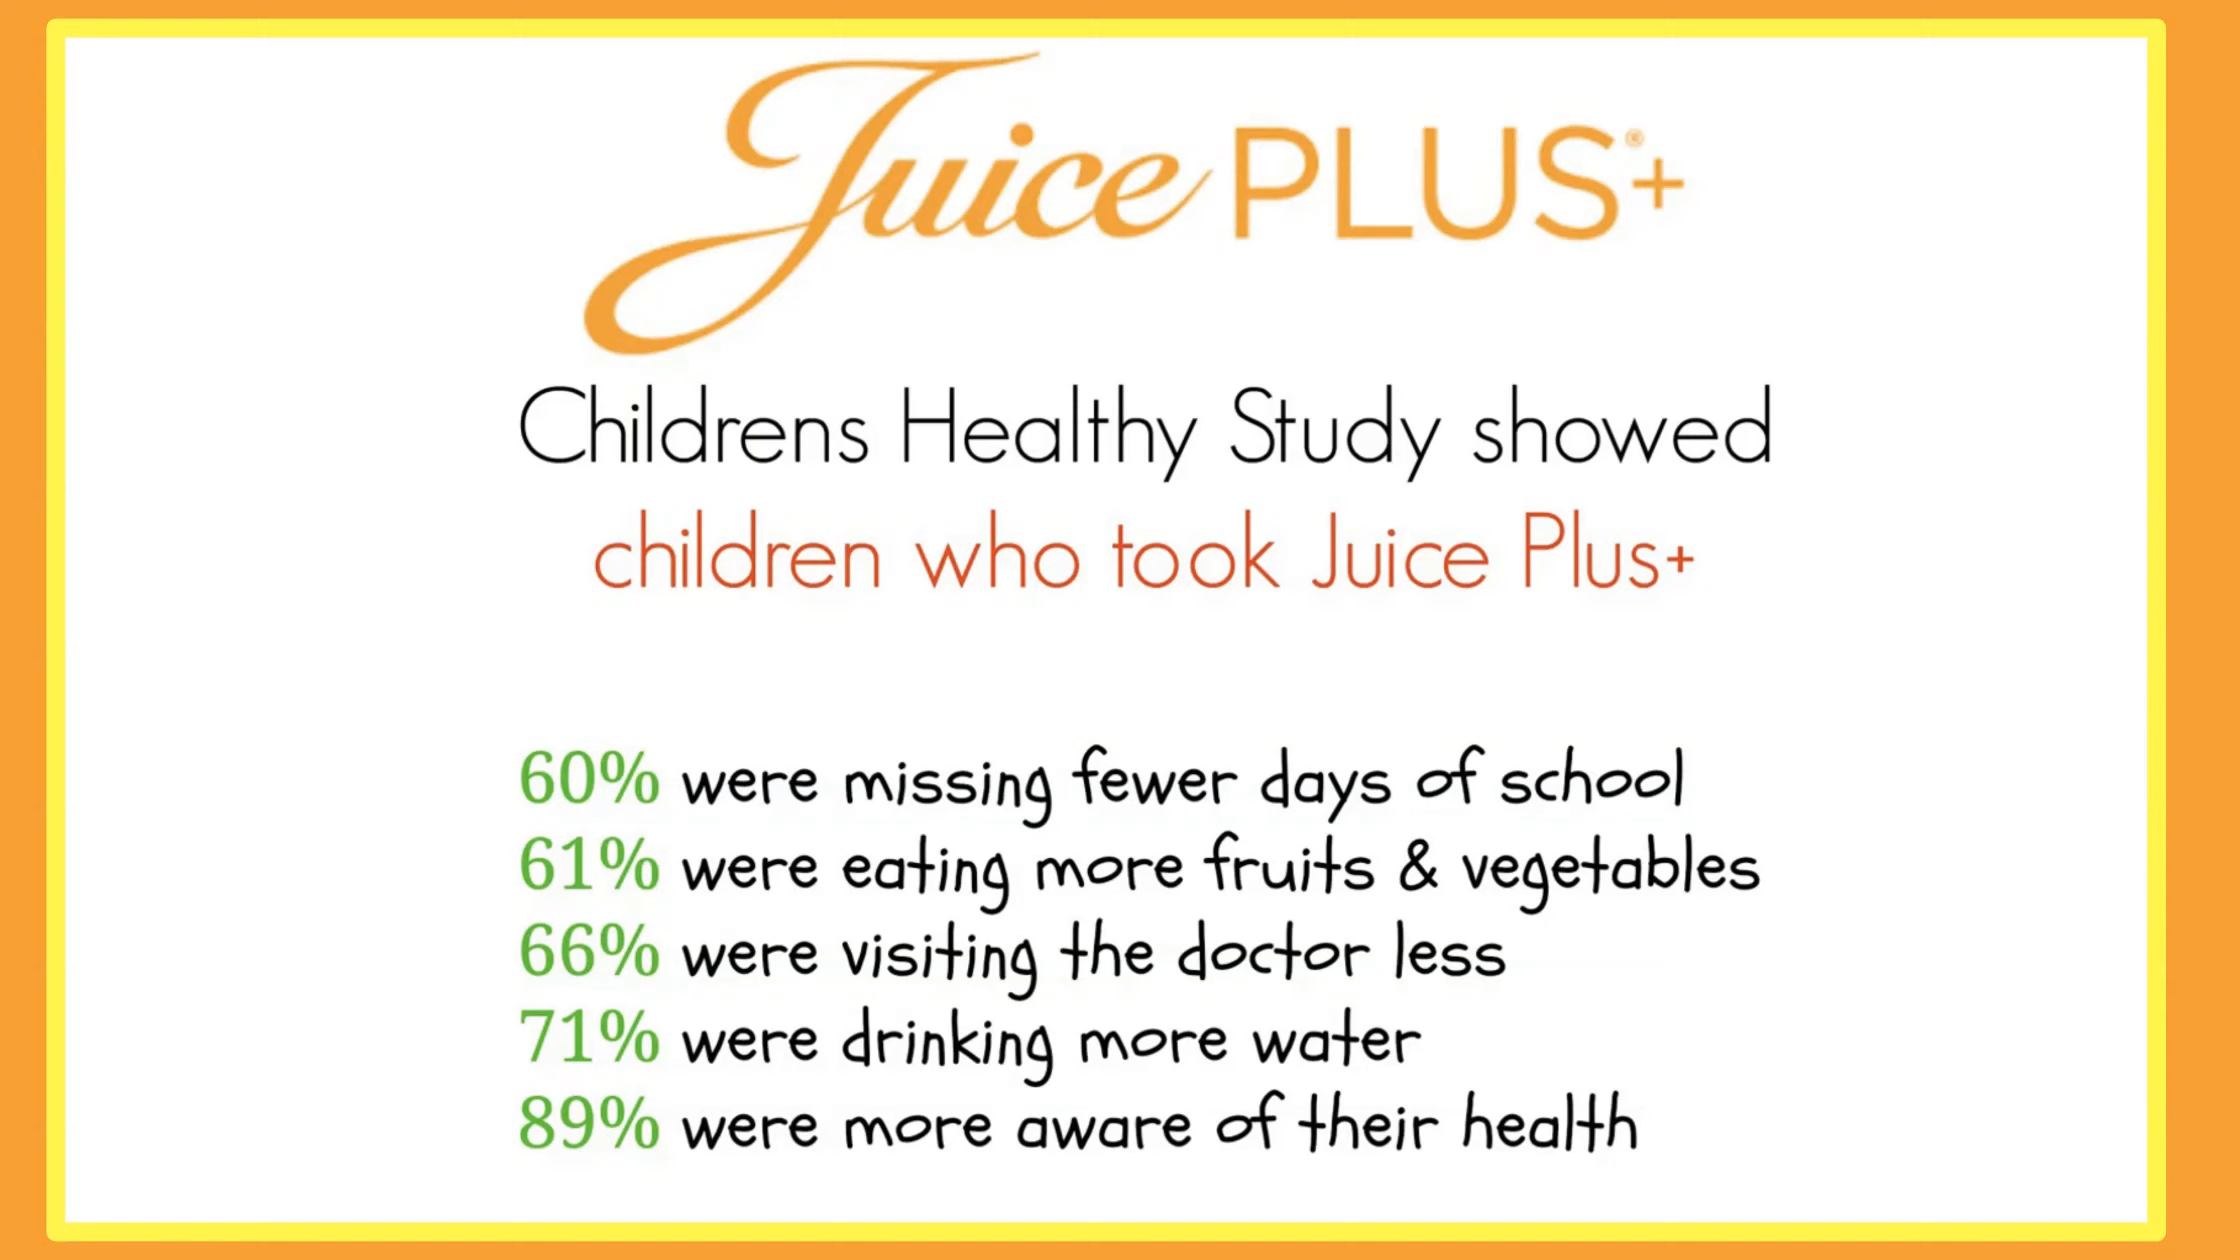 Juice PLUS®+
Childrens Healthy Study showed
children who took Juice Plus+
60% were missing fewer days of school
61% were eating more fruits & vegetables
66% were visiting the doctor less
71% were drinking more water
89% were more aware of their health